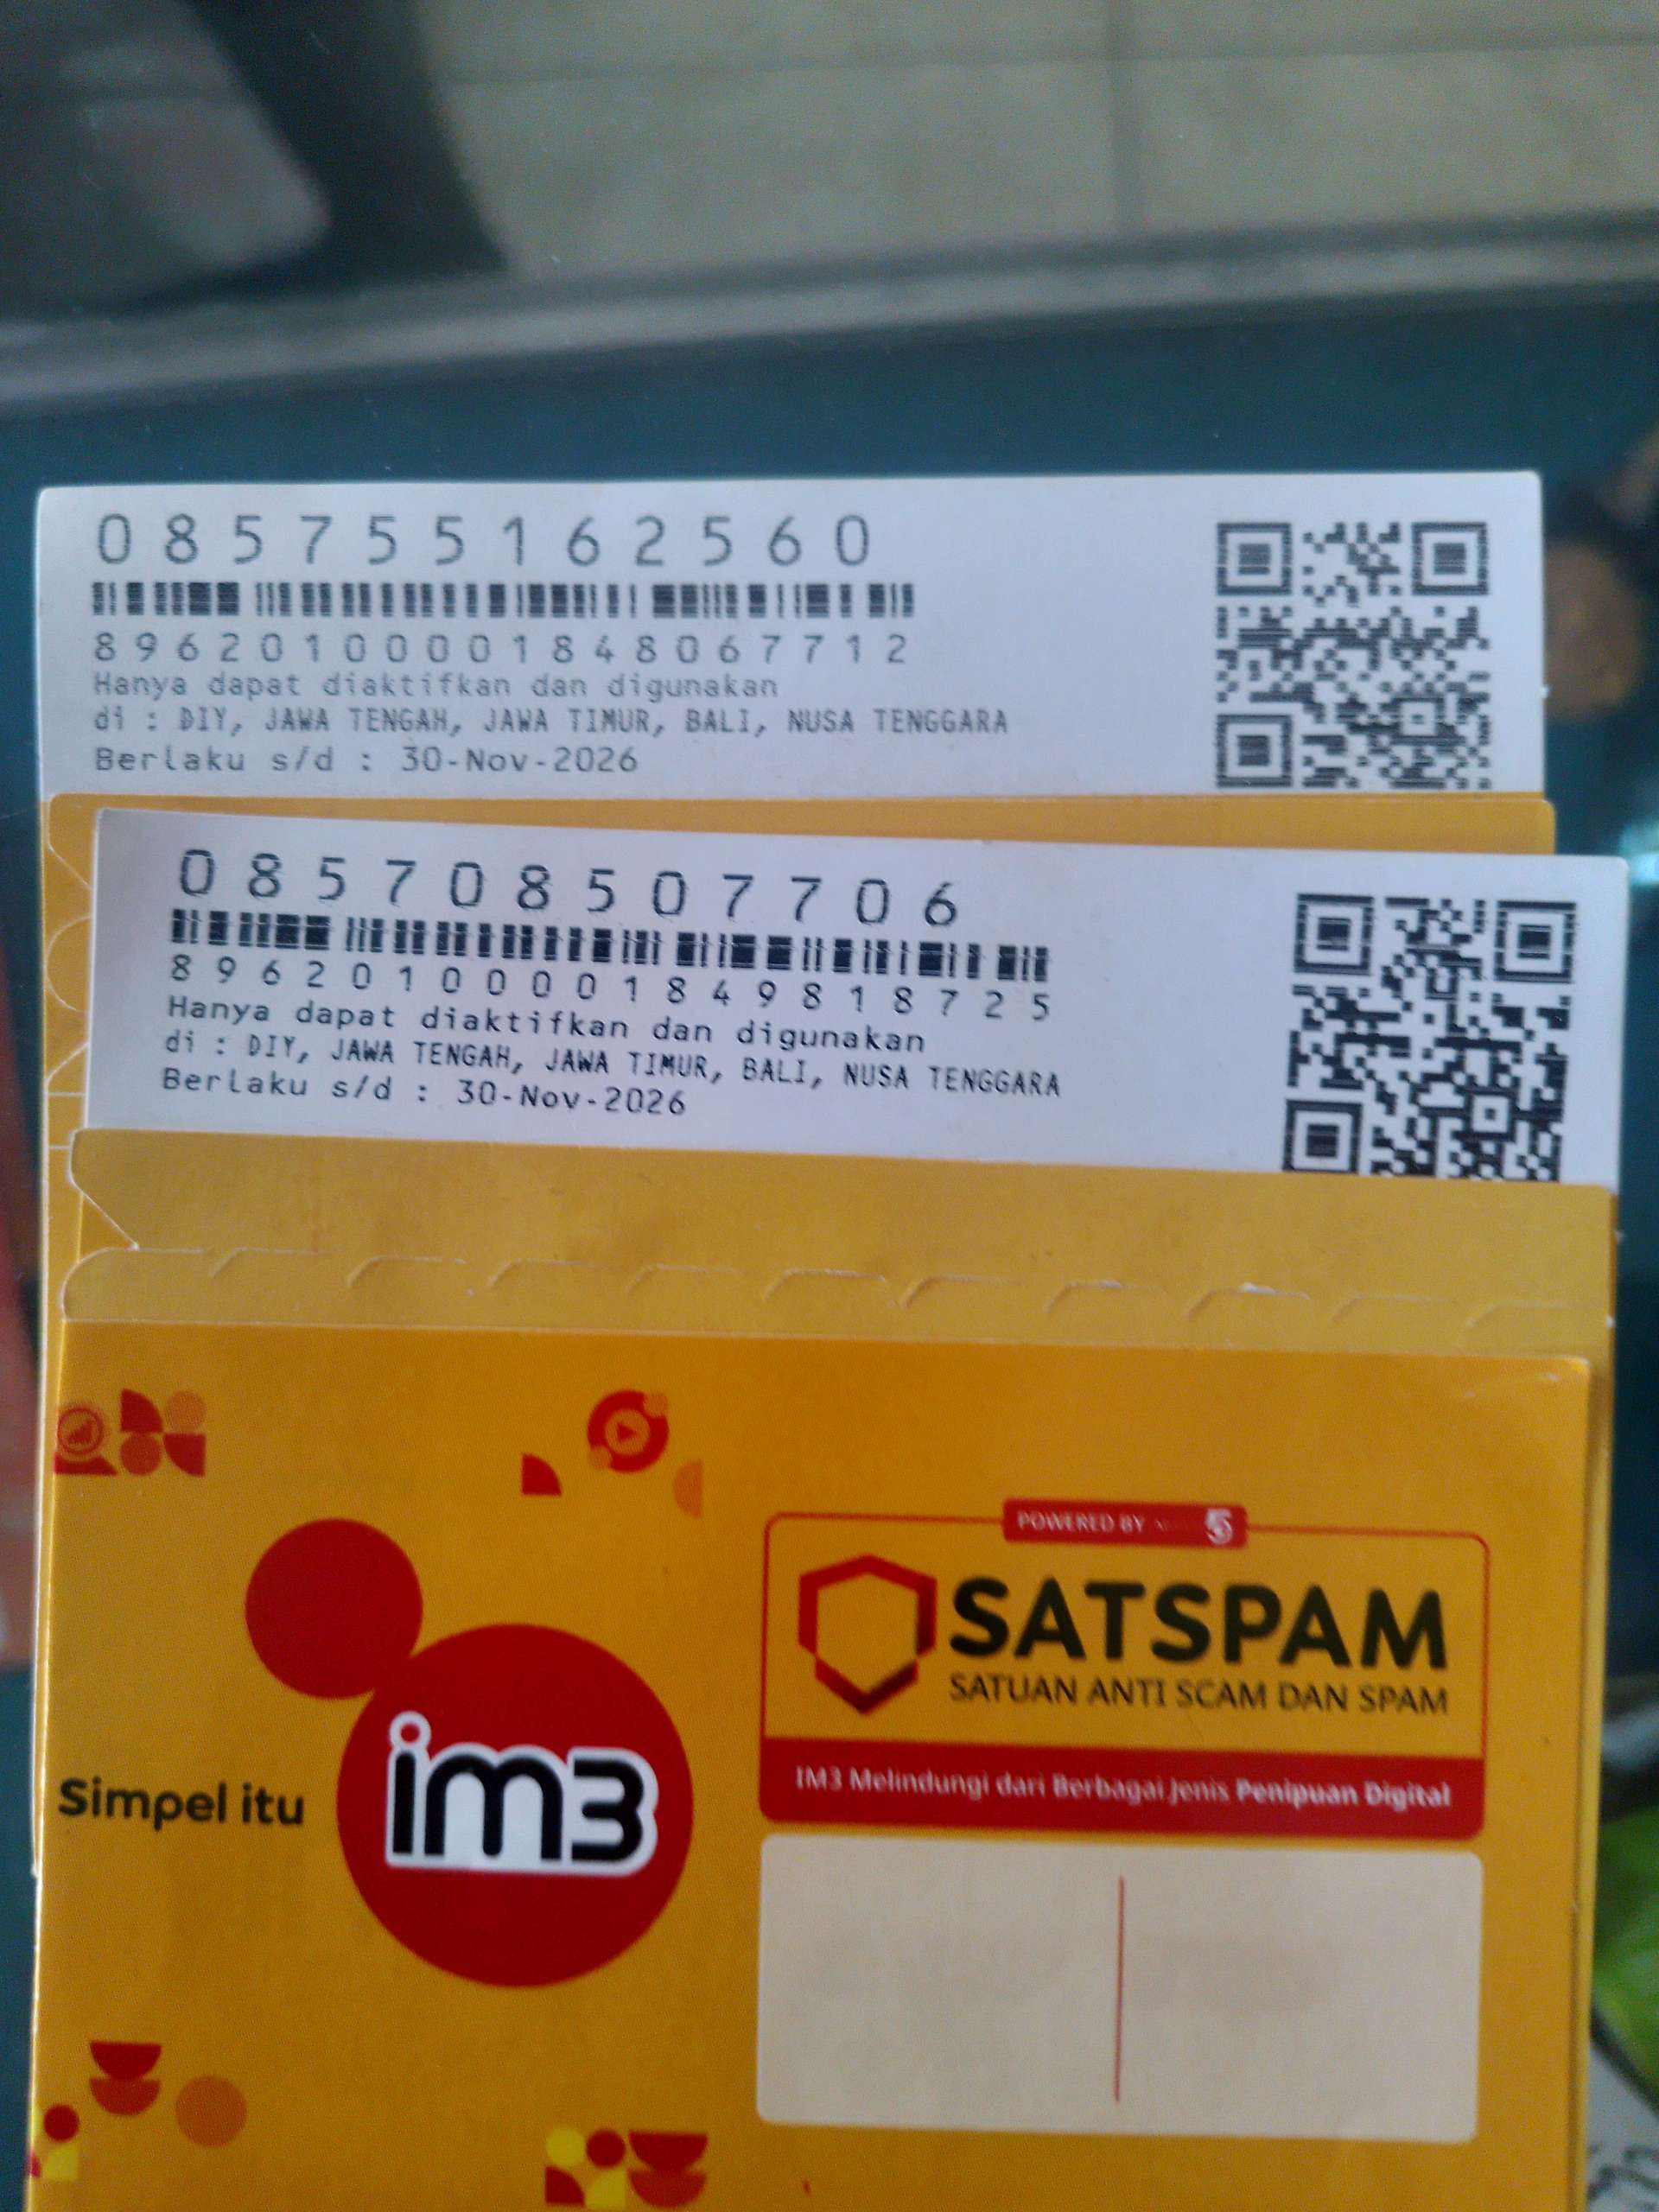 085755162560
89620100001848067712
Hanya dapat diaktifkan dan digunakan
di : DIY, JAWA TENGAH, JAWA TIMUR, BALI, NUSA TENGGARA
Berlaku s/d : 30-Nov-2026
085708507706
89620100001849818725
Hanya dapat diaktifkan dan digunakan
di : DIY, JAWA TENGAH, JAWA TIMUR, BALI, NUSA TENGGARA
Berlaku s/d : 30-Nov-2026
POWERED BY 5
SATSPAM
SATUAN ANTI SCAM DAN SPAM
IM3 Melindungi dari Berbagai Jenis Penipuan Digital
Simpel itu
im3